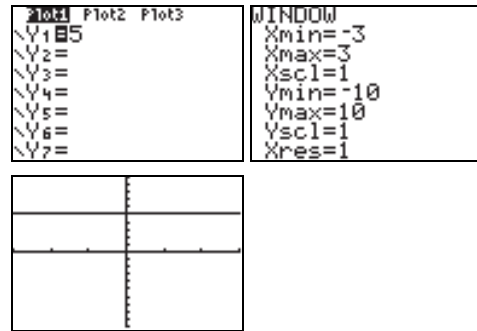 Plot1 Plot2 Plot3
\Y1=5
\Y2=
\Y3=
\Y4=
\Y5=
\Y6=
\Y7=
WINDOW
Xmin=-3
Xmax=3
Xscl=1
Ymin=-10
Ymax=10
Yscl=1
Xres=1